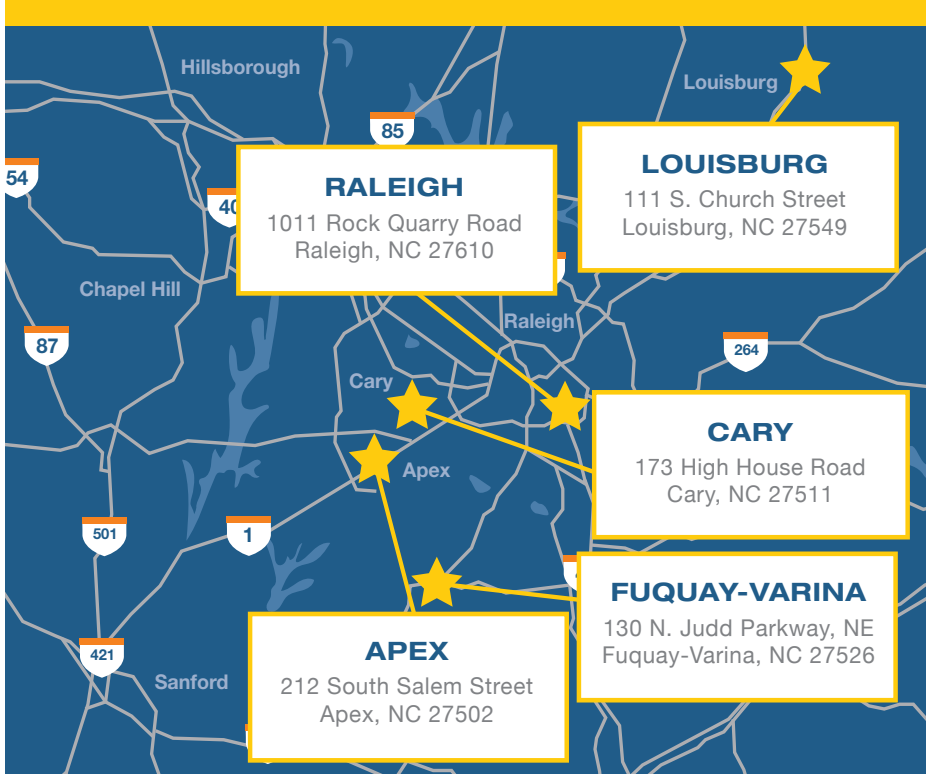 Hillsborough
Louisburg
85
54
40
RALEIGH
1011 Rock Quarry Road
Raleigh, NC 27610
LOUISBURG
111 S. Church Street
Louisburg, NC 27549
Chapel Hill
Raleigh
87
264
Cary
CARY
173 High House Road
Cary, NC 27511
Apex
501
1
FUQUAY-VARINA
130 N. Judd Parkway, NE
Fuquay-Varina, NC 27526
421
Sanford
APEX
212 South Salem Street
Apex, NC 27502